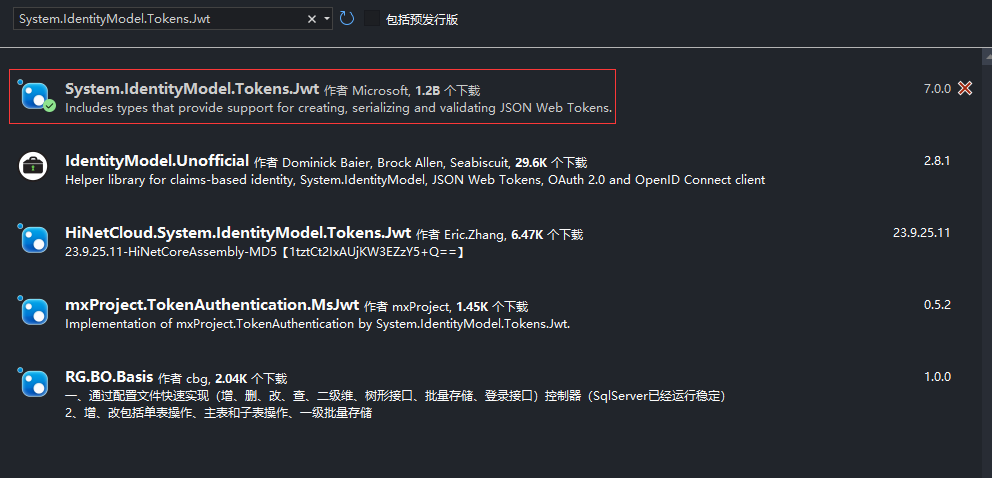 System.IdentityModel.Tokens.Jwt
包括预发行版
System.IdentityModel.Tokens.Jwt 作者 Microsoft, 1.2B 个下载 7.0.0
Includes types that provide support for creating, serializing and validating JSON Web Tokens.
IdentityModel.Unofficial 作者 Dominick Baier, Brock Allen, Seabiscuit, 29.6K 个下载 2.8.1
Helper library for claims-based identity, System.IdentityModel, JSON Web Tokens, OAuth 2.0 and OpenID Connect client
HiNetCloud.System.IdentityModel.Tokens.Jwt 作者 Eric.Zhang, 6.47K 个下载 23.9.25.11
23.9.25.11-HiNetCoreAssembly-MD5【1tztCt2IxAUjKW3EZzY5+Q==】
mxProject.TokenAuthentication.MsJwt 作者 mxProject, 1.45K 个下载 0.5.2
Implementation of mxProject.TokenAuthentication by System.IdentityModel.Tokens.Jwt.
RG.BO.Basis 作者 cbg, 2.04K 个下载 1.0.0
一、通过配置文件快速实现（增、删、改、查、二级维、树形接口、批量存储、登录接口）控制器（SqlServer已经运行稳定）
2、增、改包括单表操作、主表和子表操作、一级批量存储